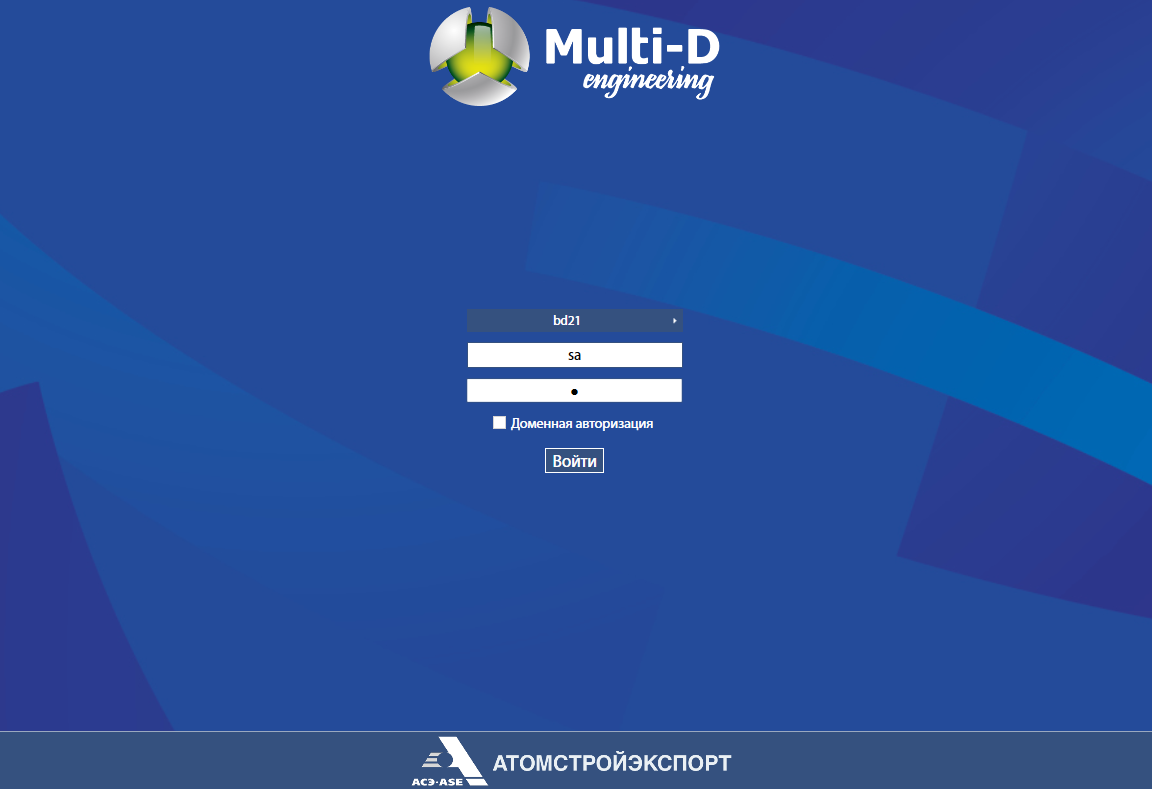 Multi-D
engineering
bd21
sa
●
Доменная авторизация
Войти
АСЭ-ASE
АТОМСТРОЙЭКСПОРТ